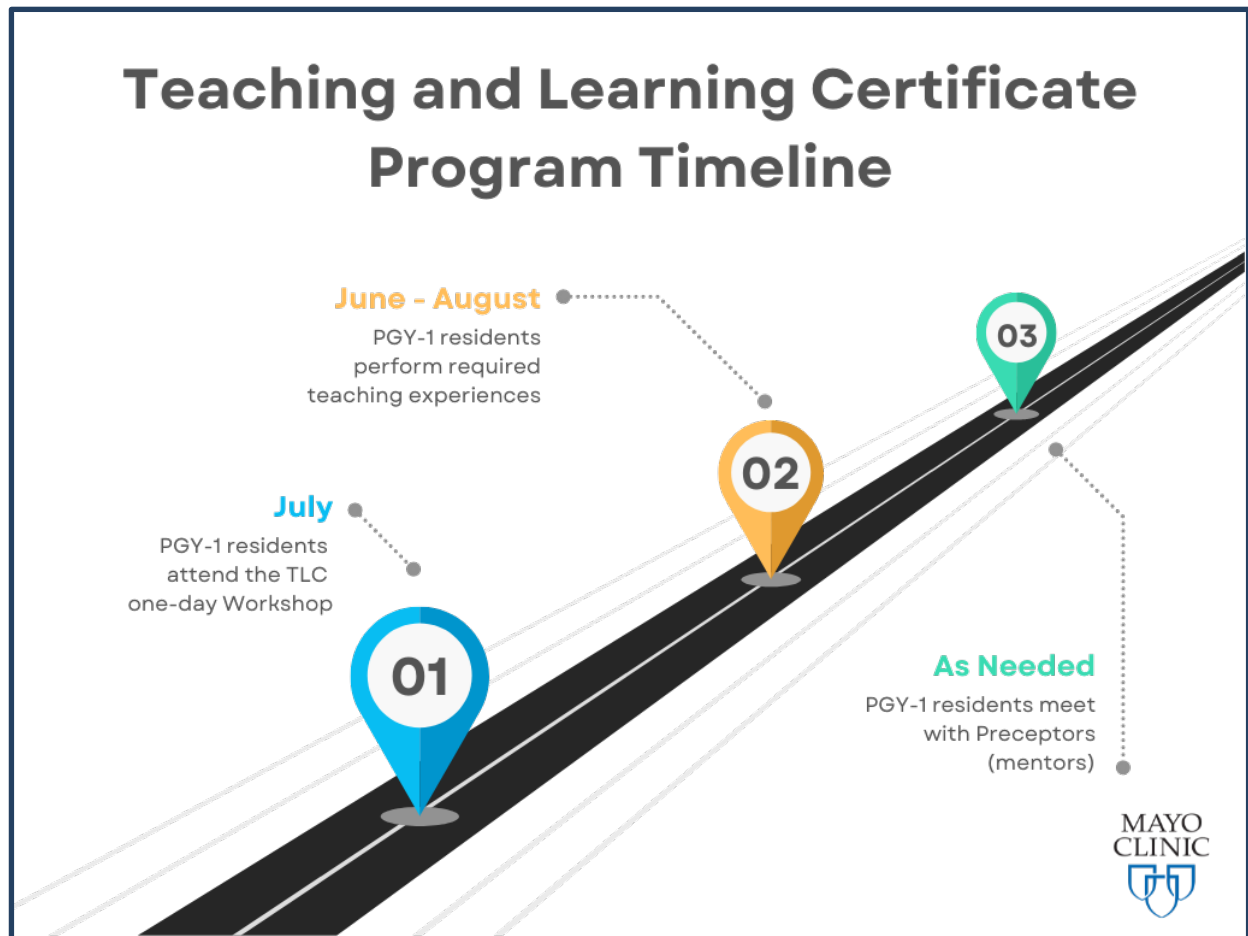 Teaching and Learning Certificate
Program Timeline
June - August
PGY-1 residents
perform required
teaching experiences
03
02
July
PGY-1 residents
attend the TLC
one-day Workshop
01
As Needed
PGY-1 residents meet
with Preceptors
(mentors)
MAYO
CLINIC